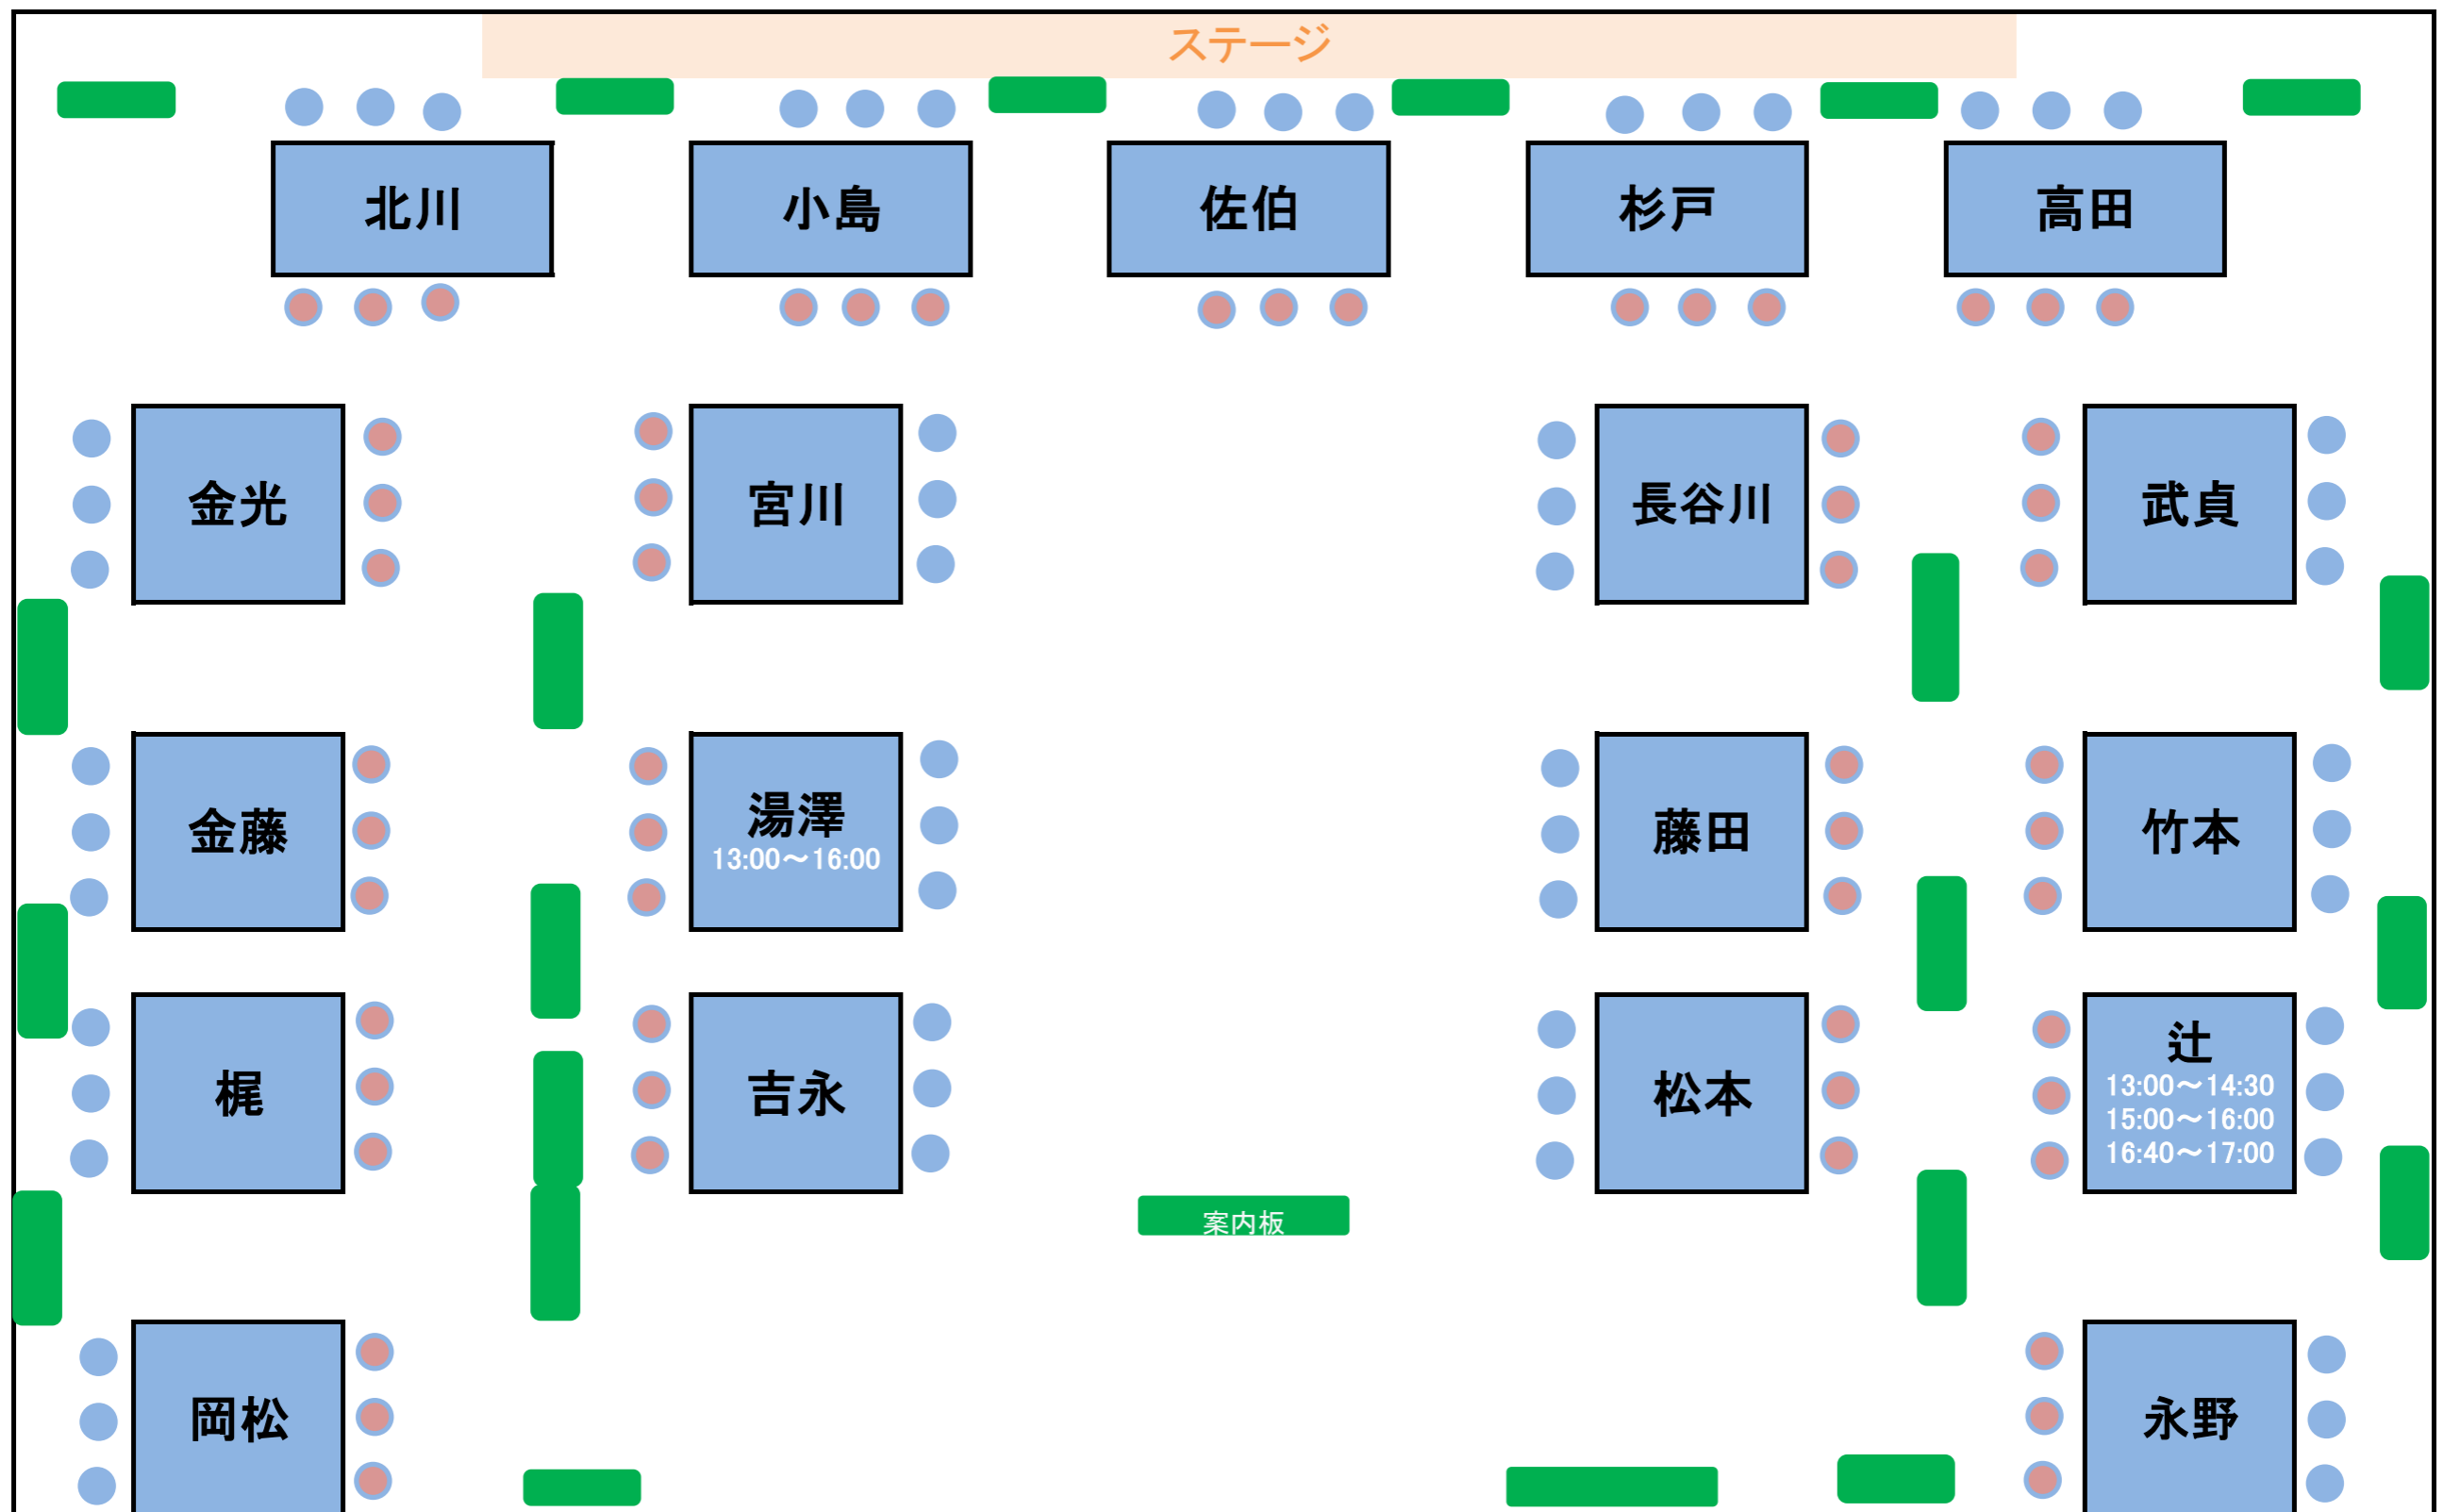 ステージ
北川
小島
佐伯
杉戸
高田
金光
宮川
長谷川
武貞
金藤
湯澤
13:00～16:00
藤田
竹本
梶
吉永
松本
辻
13:00～14:30
15:00～16:00
16:40～17:00
案内板
岡松
永野